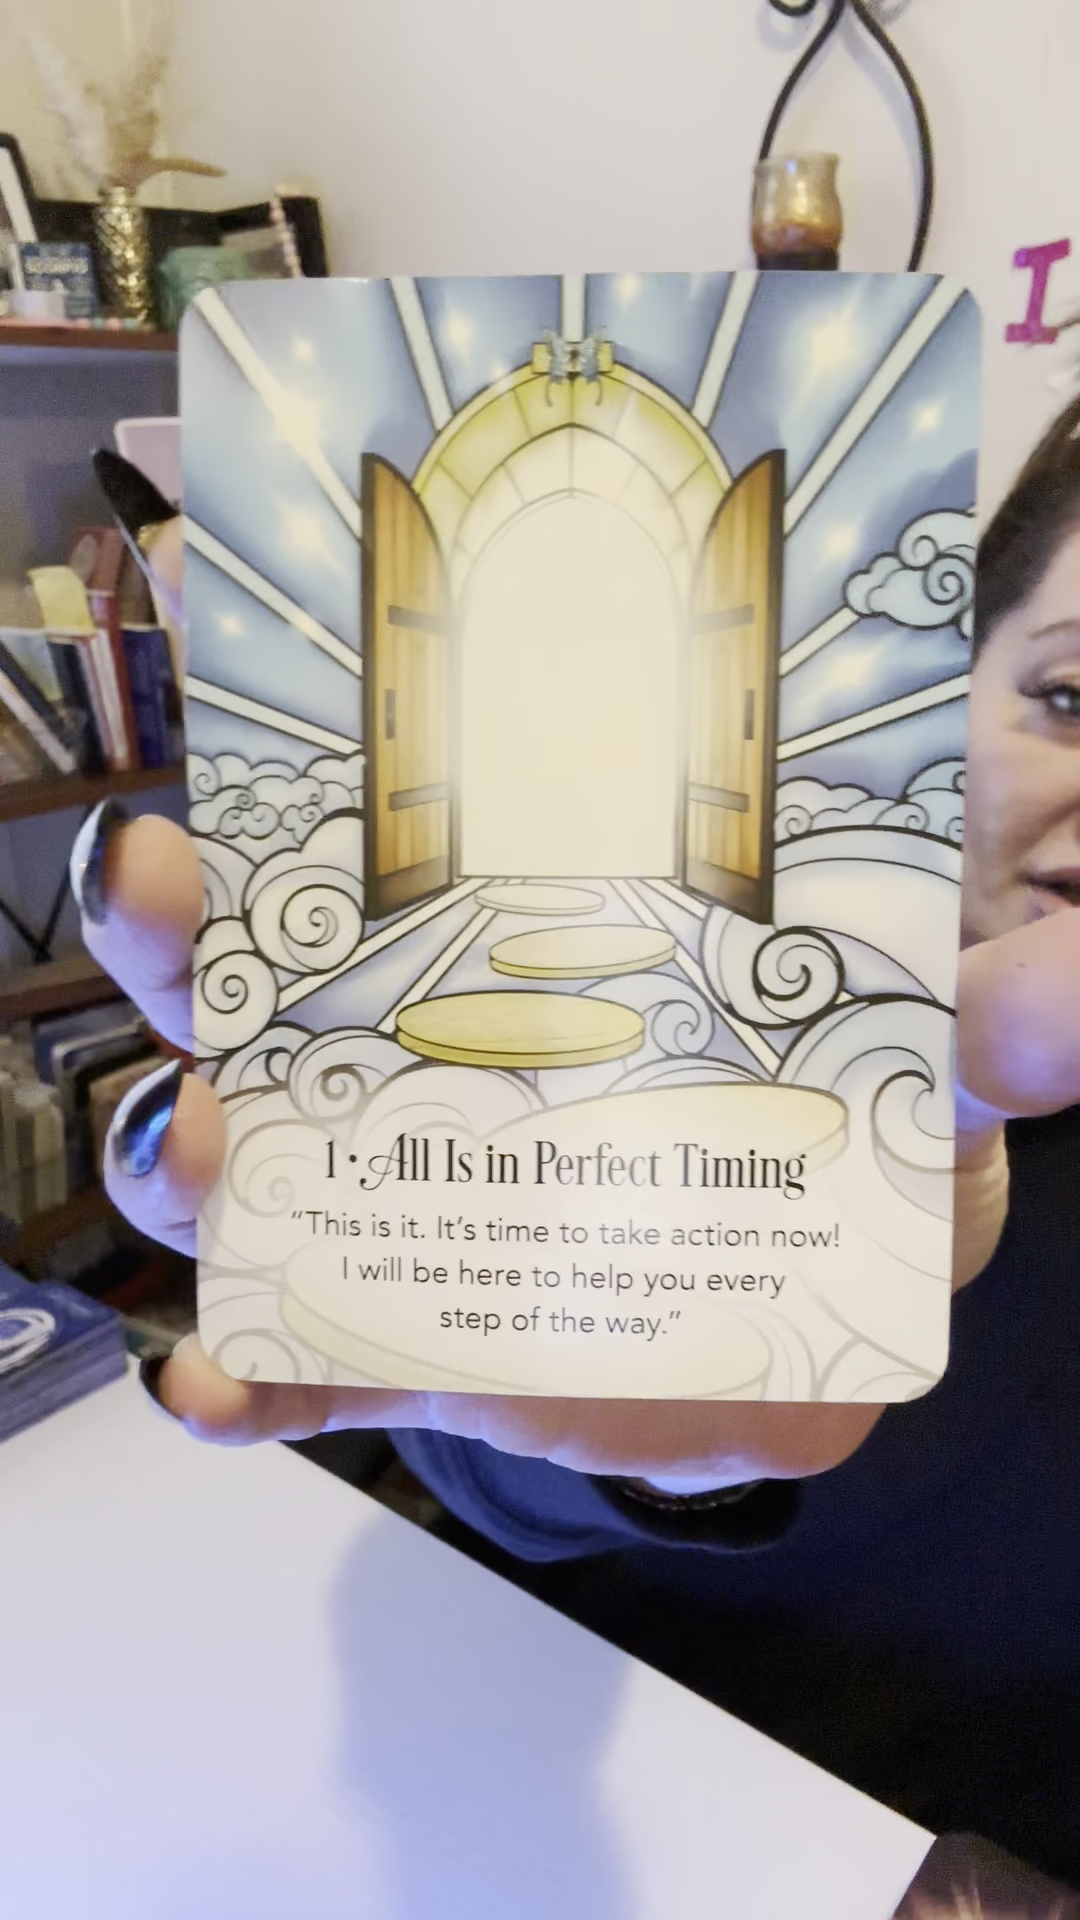 I
SCORPIO
1 · All Is in Perfect Timing
“This is it. It’s time to take action now!
I will be here to help you every
step of the way.”